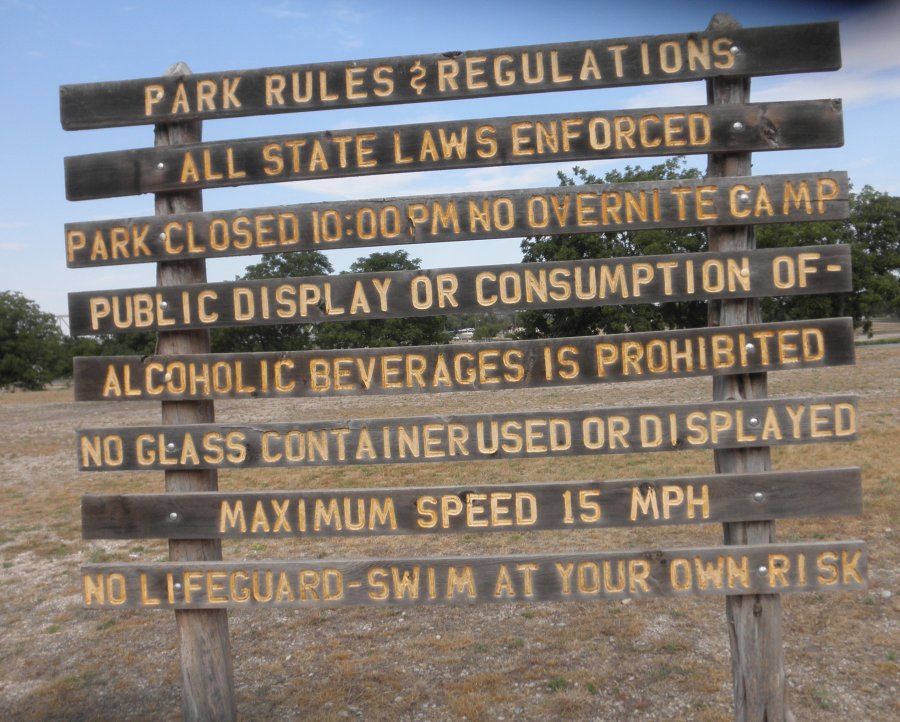 PARK RULES & REGULATIONS
ALL STATE LAWS ENFORCED
PARK CLOSED 10:00 PM NO OVERNITE CAMP
PUBLIC DISPLAY OR CONSUMPTION OF-
ALCOHOLIC BEVERAGES IS PROHIBITED
NO GLASS CONTAINER USED OR DISPLAYED
MAXIMUM SPEED 15 MPH
NO LIFEGUARD-SWIM AT YOUR OWN RISK